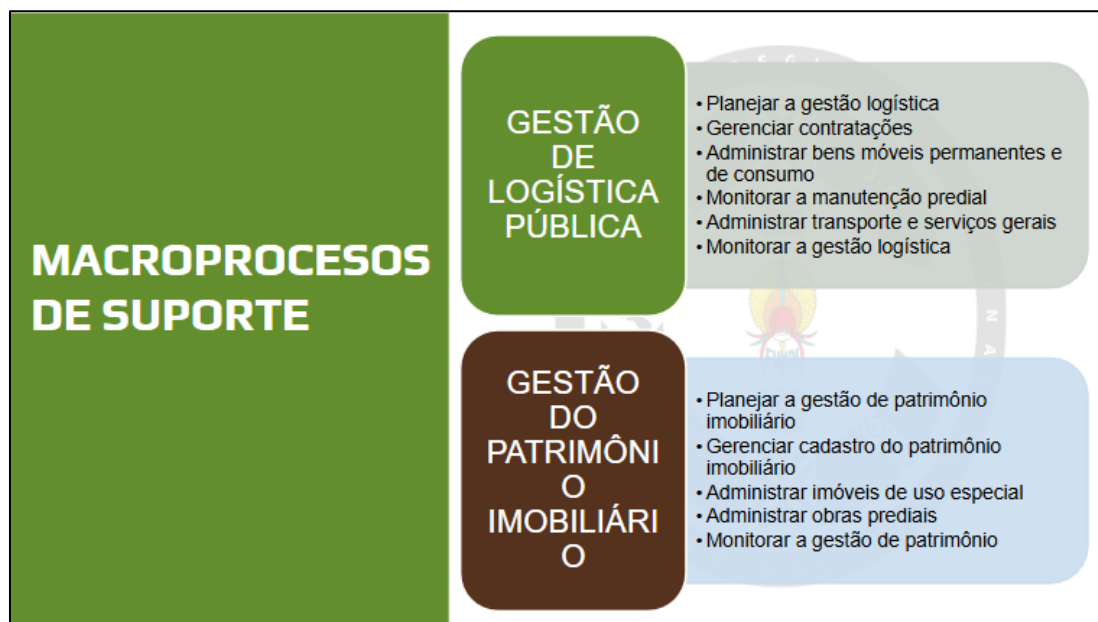 MACROPROCESOS
DE SUPORTE
GESTÃO
DE
LOGÍSTICA
PÚBLICA
• Planejar a gestão logística
• Gerenciar contratações
• Administrar bens móveis permanentes e
de consumo
• Monitorar a manutenção predial
• Administrar transporte e serviços gerais
• Monitorar a gestão logística
GESTÃO
DO
PATRIMÔNI
O
IMOBILIÁRI
O
• Planejar a gestão de patrimônio
imobiliário
• Gerenciar cadastro do patrimônio
imobiliário
• Administrar imóveis de uso especial
• Administrar obras prediais
• Monitorar a gestão de patrimônio